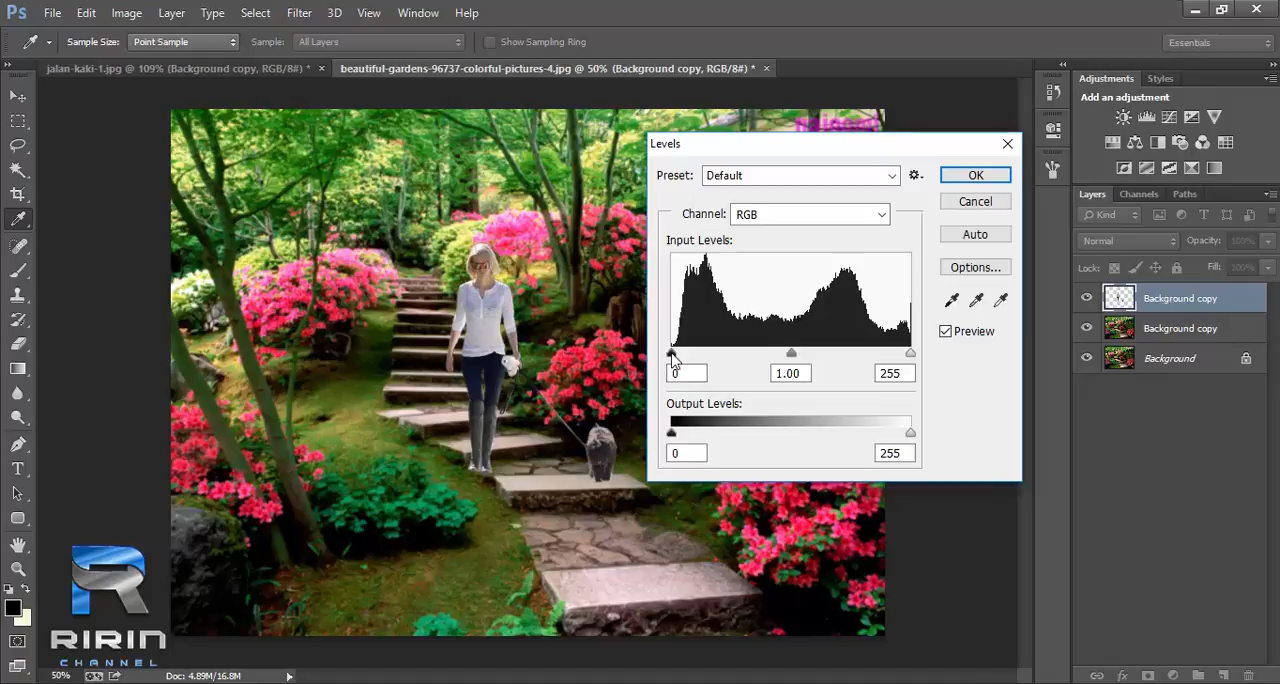 Ps File Edit Image Layer Type Select Filter 3D View Window Help
Sample Size: Point Sample Sample: All Layers Show Sampling Ring Essentials
jalan-kaki-1.jpg @ 109% (Background copy, RGB/8#) * × beautiful-gardens-96737-colorful-pictures-4.jpg @ 50% (Background copy, RGB/8#) * ×
Adjustments Styles
Add an adjustment
Levels
Preset: Default OK
Channel: RGB Cancel
Input Levels: Auto
Options...
Preview
0 1.00 255
Output Levels:
0 255
Layers Channels Paths
Kind
Normal Opacity: 100%
Lock: Fill: 100%
Background copy
Background copy
Background
RIRIN
CHANNEL
50% Doc: 4.89M/16.8M